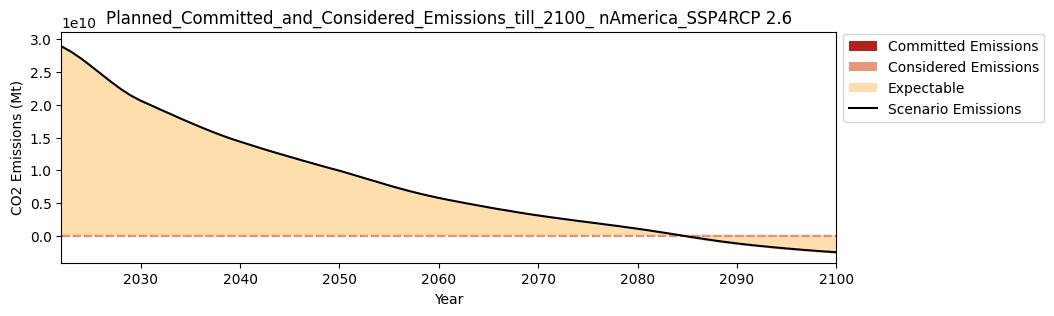 Planned_Committed_and_Considered_Emissions_till_2100_ nAmerica_SSP4RCP 2.6
1e10
3.0
2.5
2.0
1.5
1.0
0.5
0.0
CO2 Emissions (Mt)
2030 2040 2050 2060 2070 2080 2090 2100
Year
Committed Emissions
Considered Emissions
Expectable
Scenario Emissions